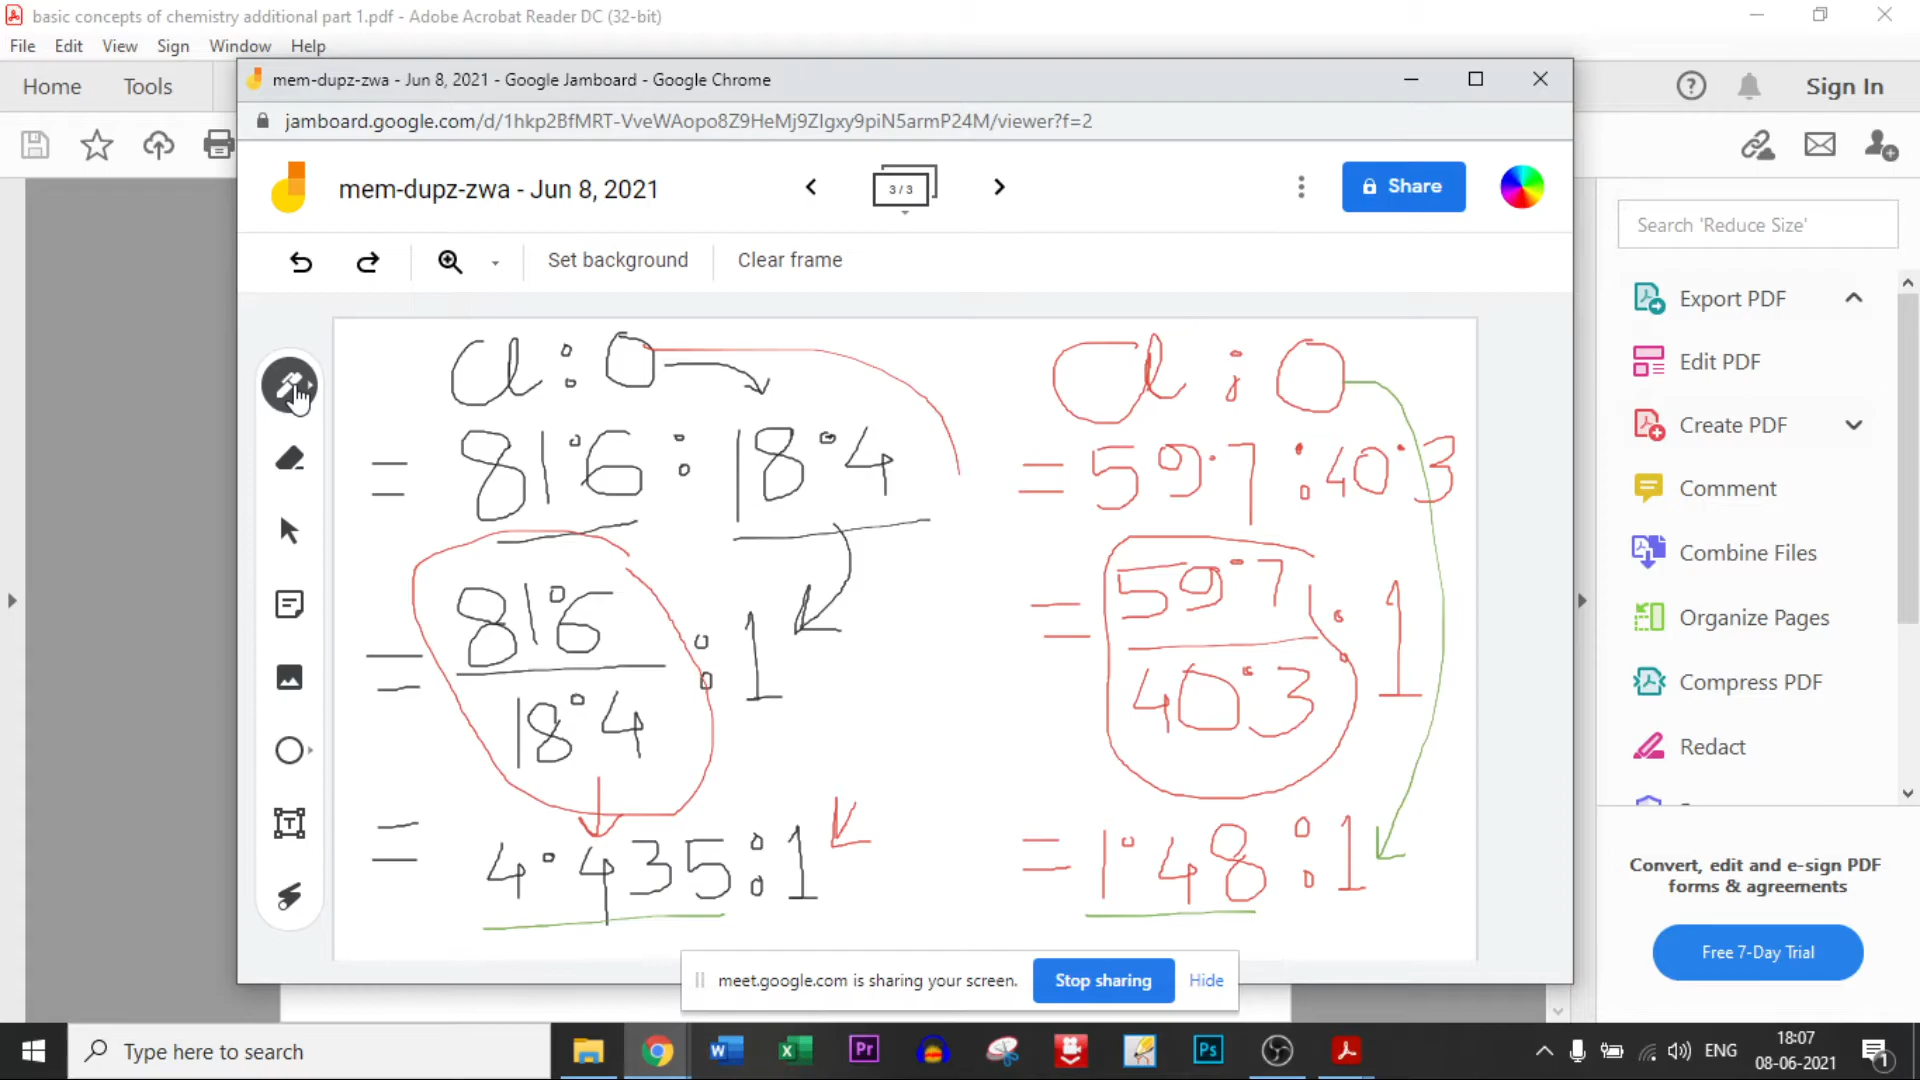 basic concepts of chemistry additional part 1.pdf - Adobe Acrobat Reader DC (32-bit)
File Edit View Sign Window Help
Home Tools
Sign In
mem-dupz-zwa - Jun 8, 2021 - Google Jamboard - Google Chrome
jamboard.google.com/d/1hkp2BfMRT-VveWAopo8Z9HeMj9ZIgxy9piN5armP24M/viewer?f=2
mem-dupz-zwa - Jun 8, 2021
3 / 3
Share
Set background Clear frame
Cl : O
= 81.6 : 18.4
= 81.6
18.4
: 1
= 4.435 : 1
Cl : O
= 59.7 : 40.3
= 59.7
40.3
: 1
= 1.48 : 1
meet.google.com is sharing your screen. Stop sharing Hide
Search 'Reduce Size'
Export PDF
Edit PDF
Create PDF
Comment
Combine Files
Organize Pages
Compress PDF
Redact
Convert, edit and e-sign PDF
forms & agreements
Free 7-Day Trial
Type here to search
Pr
Ps
ENG
18:07
08-06-2021
1